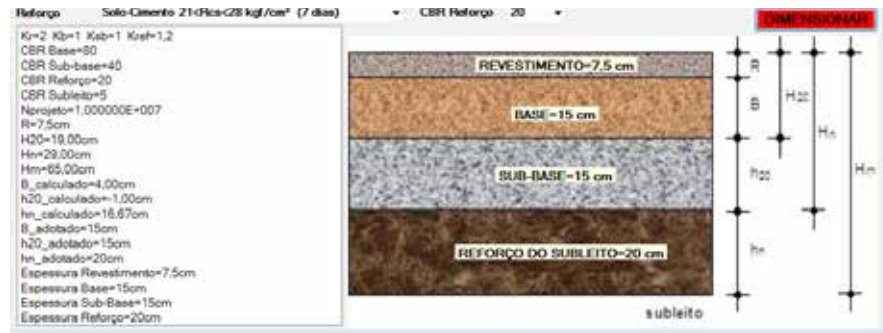 Reforço Solo-Cimento 21<Rcs<28 kgf/cm² (7 dias) CBR Reforço 20 DIMENSIONAR
Kr=2 Kb=1 Ksb=1 Kref=1,2
CBR Base=80
CBR Sub-base=40
CBR Reforço=20
CBR Subleito=5
Nprojeto=1,000000E+007
R=7,5cm
H20=19,00cm
Hn=29,00cm
Hm=65,00cm
B_calculado=4,00cm
h20_calculado=-1,00cm
hn_calculado=16,67cm
B_adotado=15cm
h20_adotado=15cm
hn_adotado=20cm
Espessura Revestimento=7,5cm
Espessura Base=15cm
Espessura Sub-Base=15cm
Espessura Reforço=20cm
REVESTIMENTO=7,5 cm
BASE=15 cm
SUB-BASE=15 cm
REFORÇO DO SUBLEITO=20 cm
subleito
R
B
h20
hn
H20
Hn
Hm